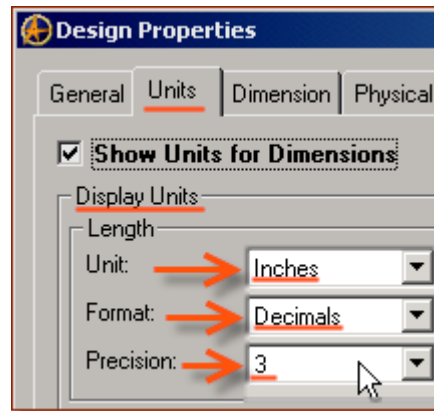 Design Properties
General Units Dimension Physical
Show Units for Dimensions
Display Units
Length
Unit: Inches
Format: Decimals
Precision: 3